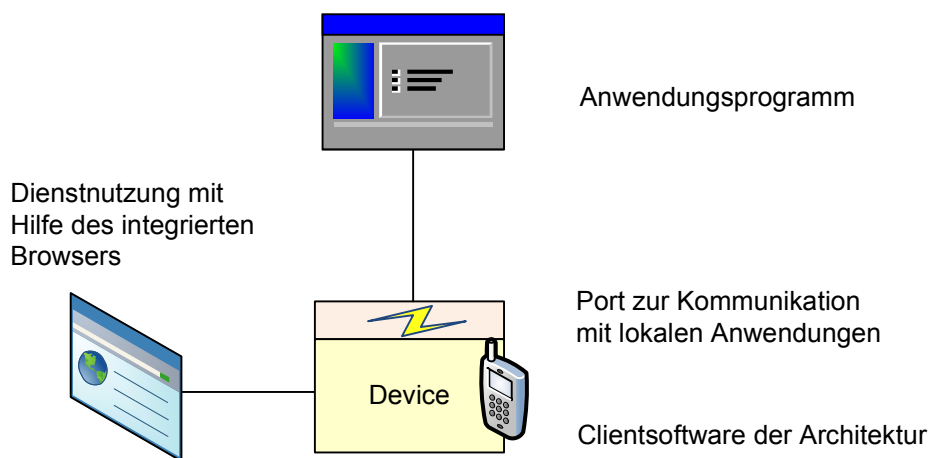 Anwendungsprogramm
Dienstnutzung mit
Hilfe des integrierten
Browsers
Port zur Kommunikation
mit lokalen Anwendungen
Device
Clientsoftware der Architektur